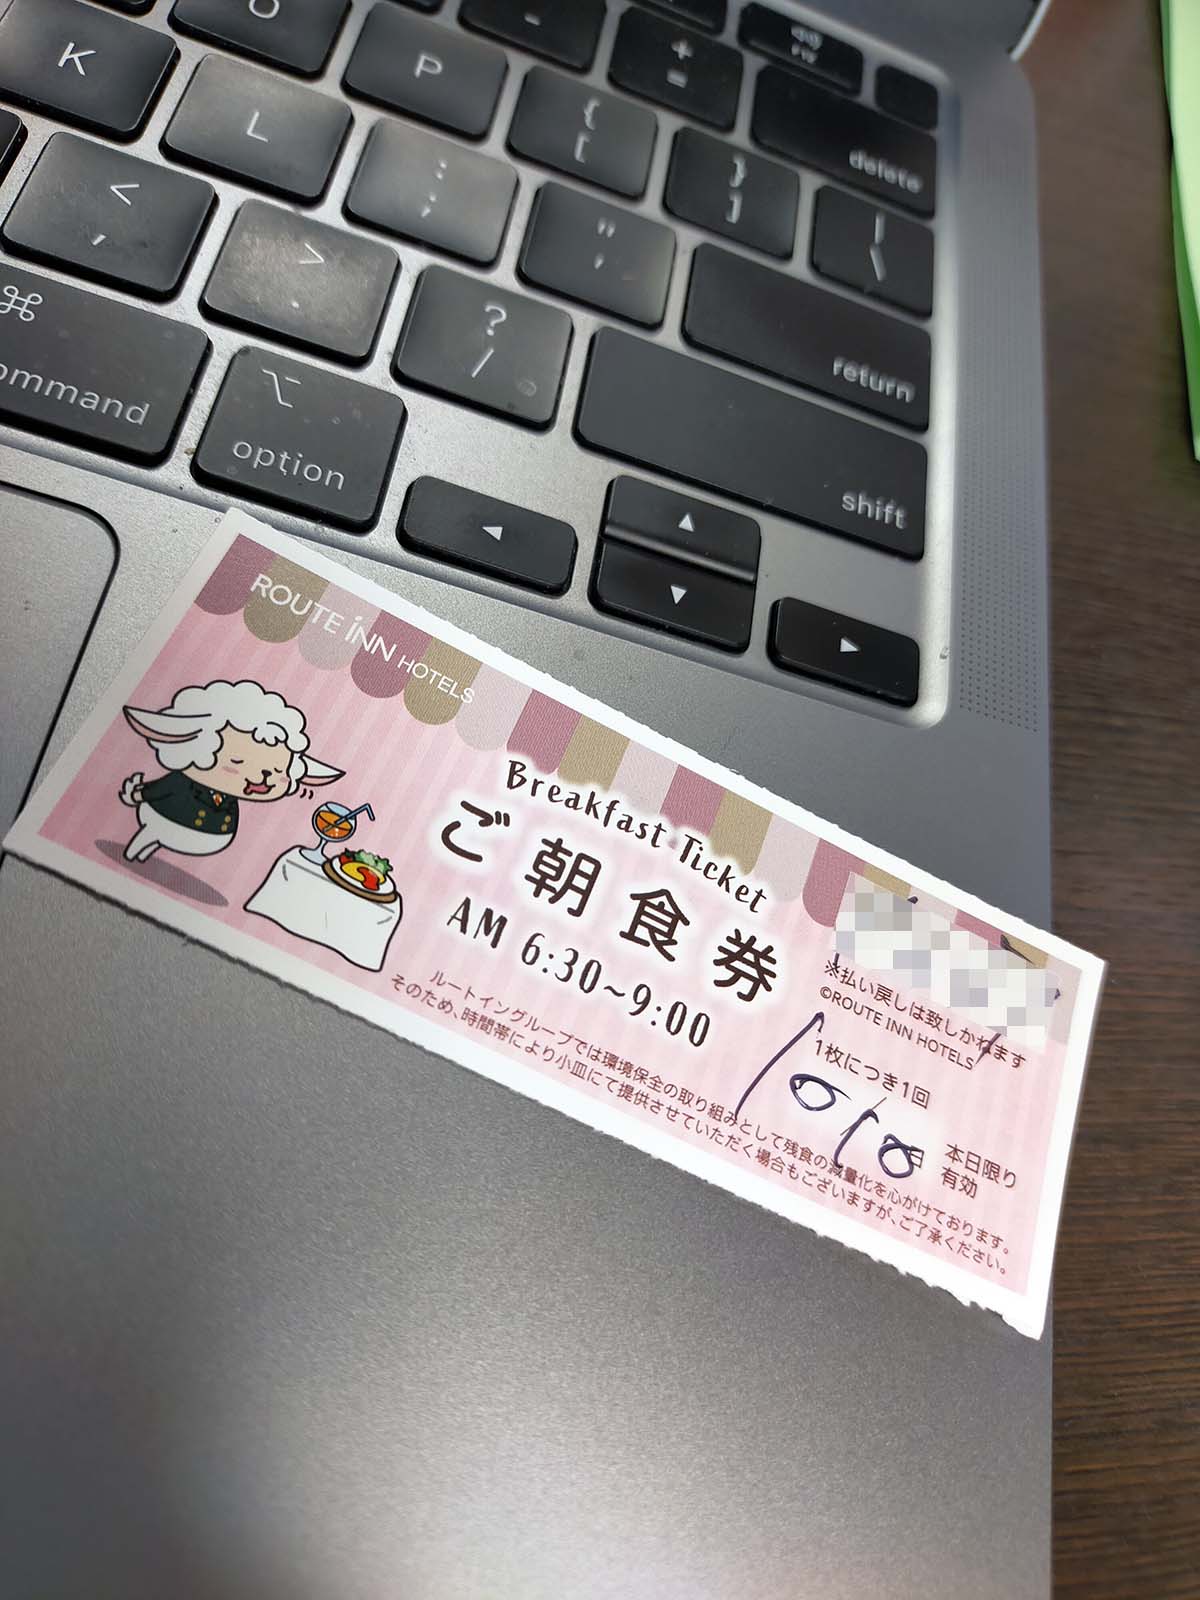 O
K
P
+
=
L
{
[
delete
<
,
:
;
}
]
|
\
>
.
"
'
⌘
?
/
return
ommand
option
◀
▲
▼
shift
▶
ROUTE iNN HOTELS
Breakfast Ticket
ご朝食券
AM 6:30~9:00
※払い戻しは致しかねます
©ROUTE INN HOTELS
1枚につき1回
10/10日
本日限り
有効
ルートイングループでは環境保全の取り組みとして残食の減量化を心がけております。
そのため、時間帯により小皿にて提供させていただく場合もございますが、ご了承ください。